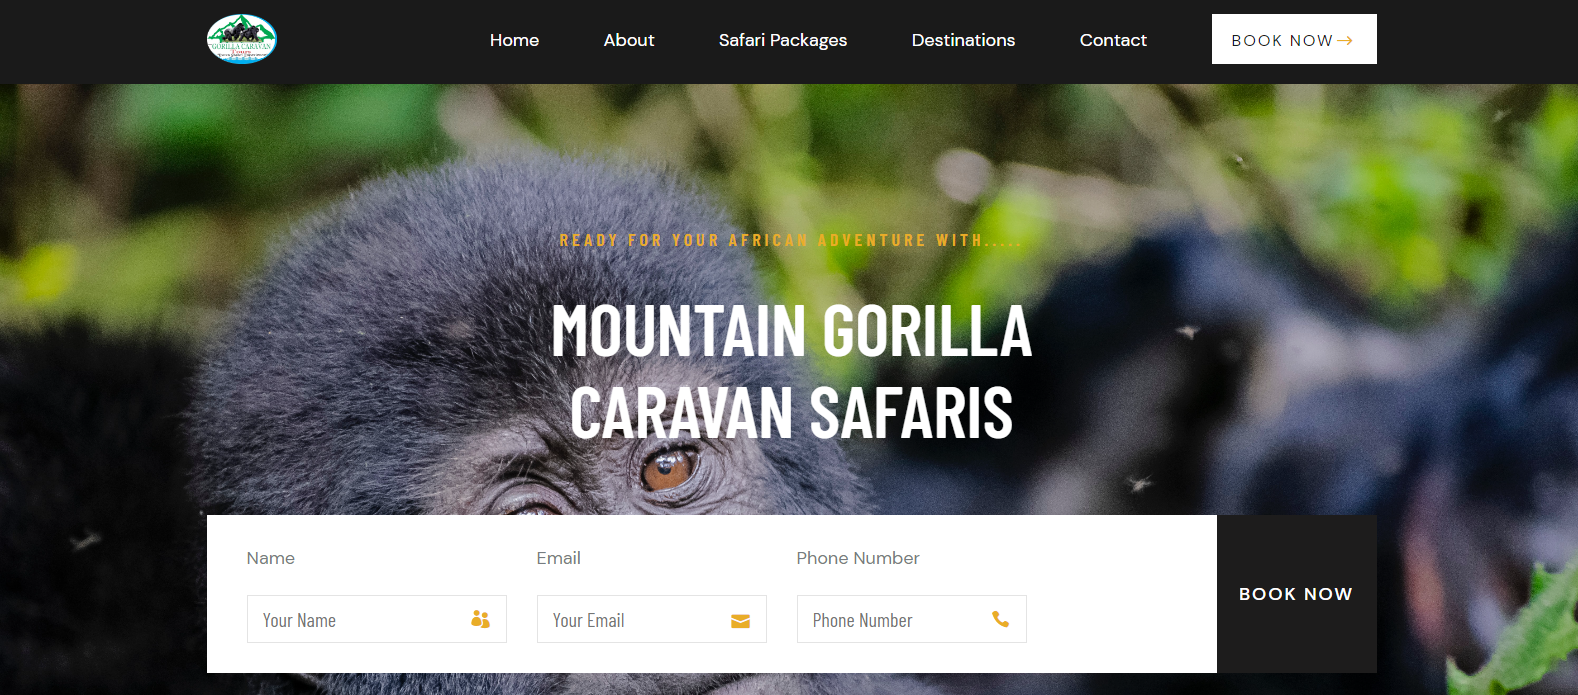 GORILLA CARAVAN
Home
About
Safari Packages
Destinations
Contact
BOOK NOW
READY FOR YOUR AFRICAN ADVENTURE WITH.....
MOUNTAIN GORILLA
CARAVAN SAFARIS
Name
Email
Phone Number
Your Name
Your Email
Phone Number
BOOK NOW